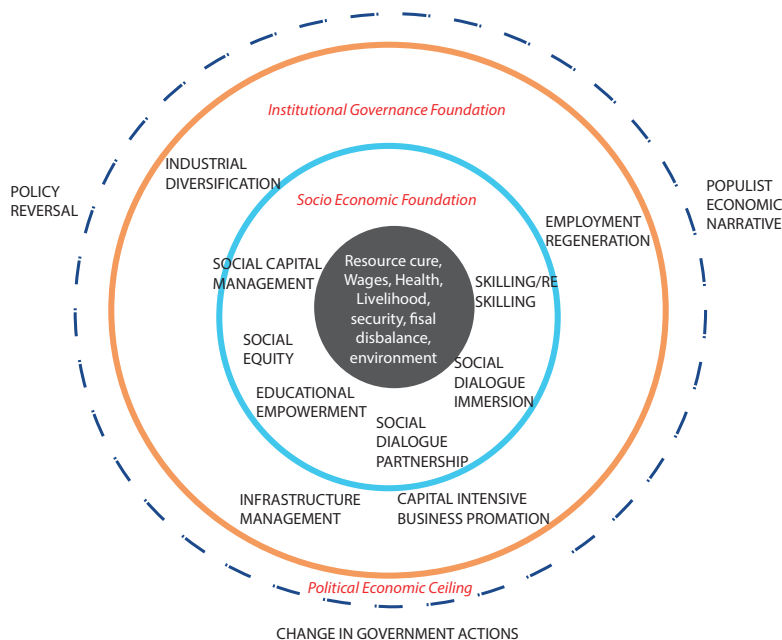 Institutional Governance Foundation
INDUSTRIAL
DIVERSIFICATION
POLICY
REVERSAL
POPULIST
ECONOMIC
NARRATIVE
Socio Economic Foundation
EMPLOYMENT
REGENERATION
Resource cure,
Wages, Health,
Livelihood,
security, fisal
disbalance,
environment
SOCIAL CAPITAL
MANAGEMENT
SKILLING/RE
SKILLING
SOCIAL
EQUITY
SOCIAL
DIALOGUE
IMMERSION
EDUCATIONAL
EMPOWERMENT
SOCIAL
DIALOGUE
PARTNERSHIP
INFRASTRUCTURE
MANAGEMENT
CAPITAL INTENSIVE
BUSINESS PROMATION
Political Economic Ceiling
CHANGE IN GOVERNMENT ACTIONS